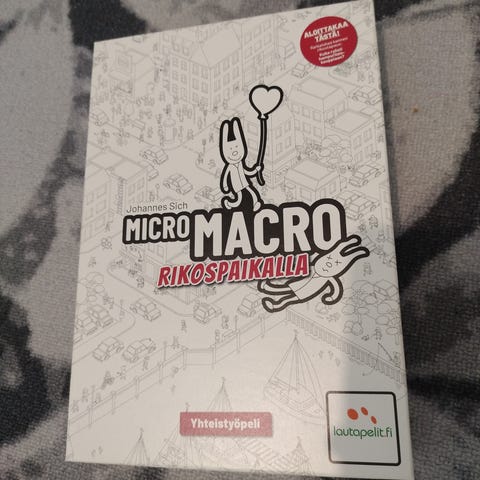 ALOITTAKAA
TÄSTÄ!
Johannes Sich
MICRO MACRO
RIKOSPAIKALLA
Yhteistyöpeli
lautapelit.fi